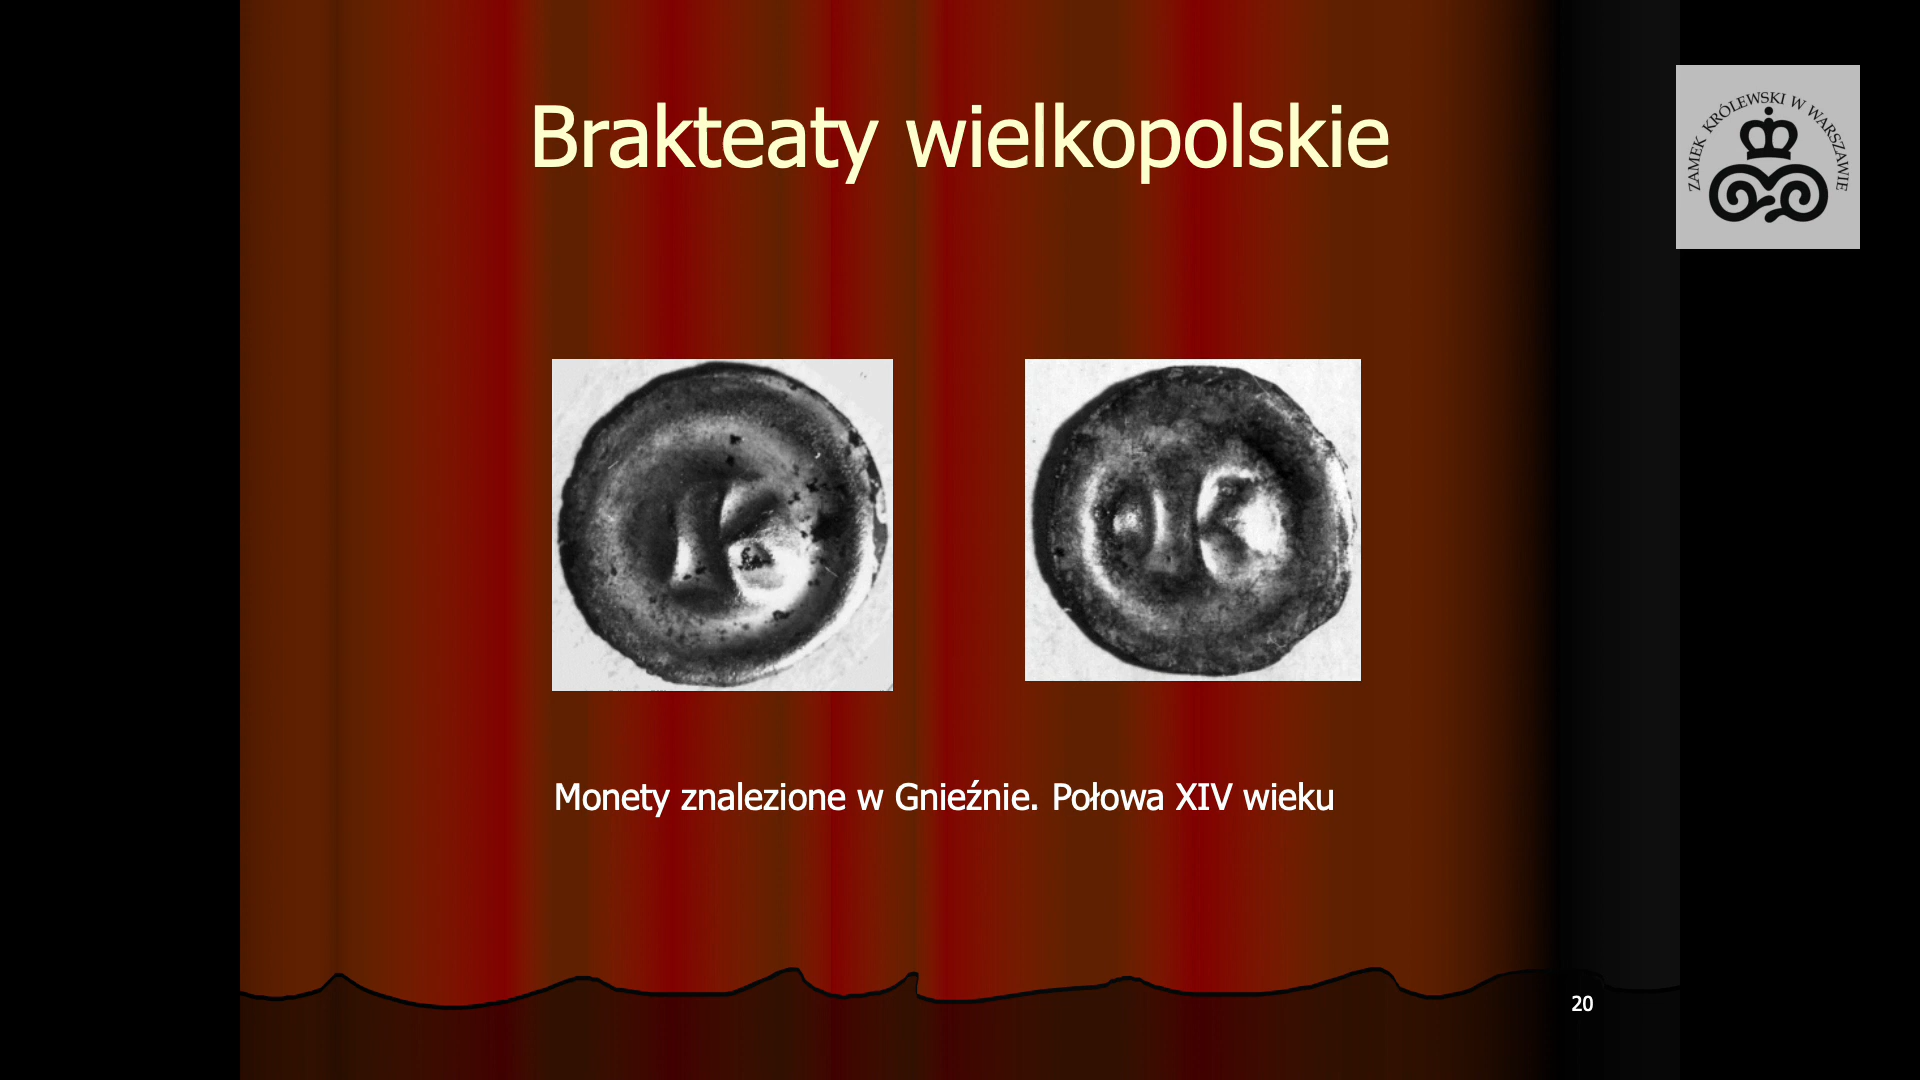 Brakteaty wielkopolskie
ZAMEK KRÓLEWSKI W WARSZAWIE
K
K
Monety znalezione w Gnieźnie. Połowa XIV wieku
20